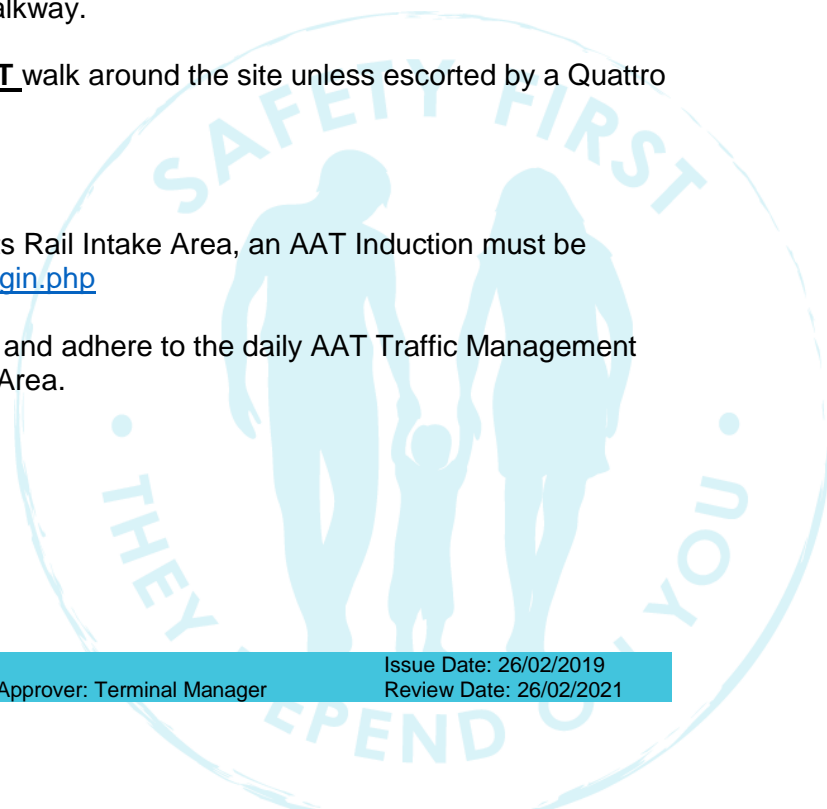 alkway.
T walk around the site unless escorted by a Quattro
SAFETY FIRST
s Rail Intake Area, an AAT Induction must be
gin.php
and adhere to the daily AAT Traffic Management
Area.
THEY DEPEND ON YOU
Issue Date: 26/02/2019
Approver: Terminal Manager Review Date: 26/02/2021